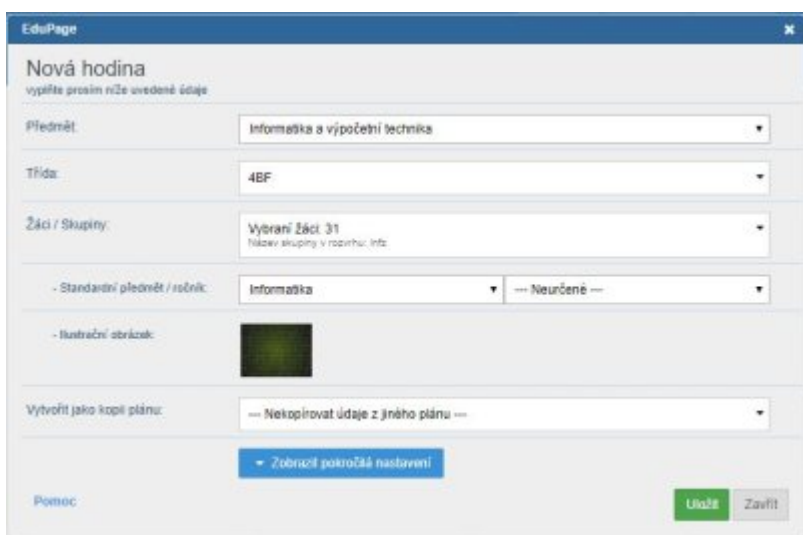 EduPage
Nová hodina
vyplňte prosím níže uvedené údaje
Předmět:
Informatika a výpočetní technika
Třída:
4BF
Žáci / Skupiny:
Vybraní žáci: 31
Název skupiny v rozvrhu: Infz
- Standardní předmět / ročník:
Informatika
--- Neurčené ---
- Ilustrační obrázek:
Vytvořit jako kopii plánu:
--- Nekopírovat údaje z jiného plánu ---
Zobrazit pokročilá nastavení
Pomoc
Uložit
Zavřít